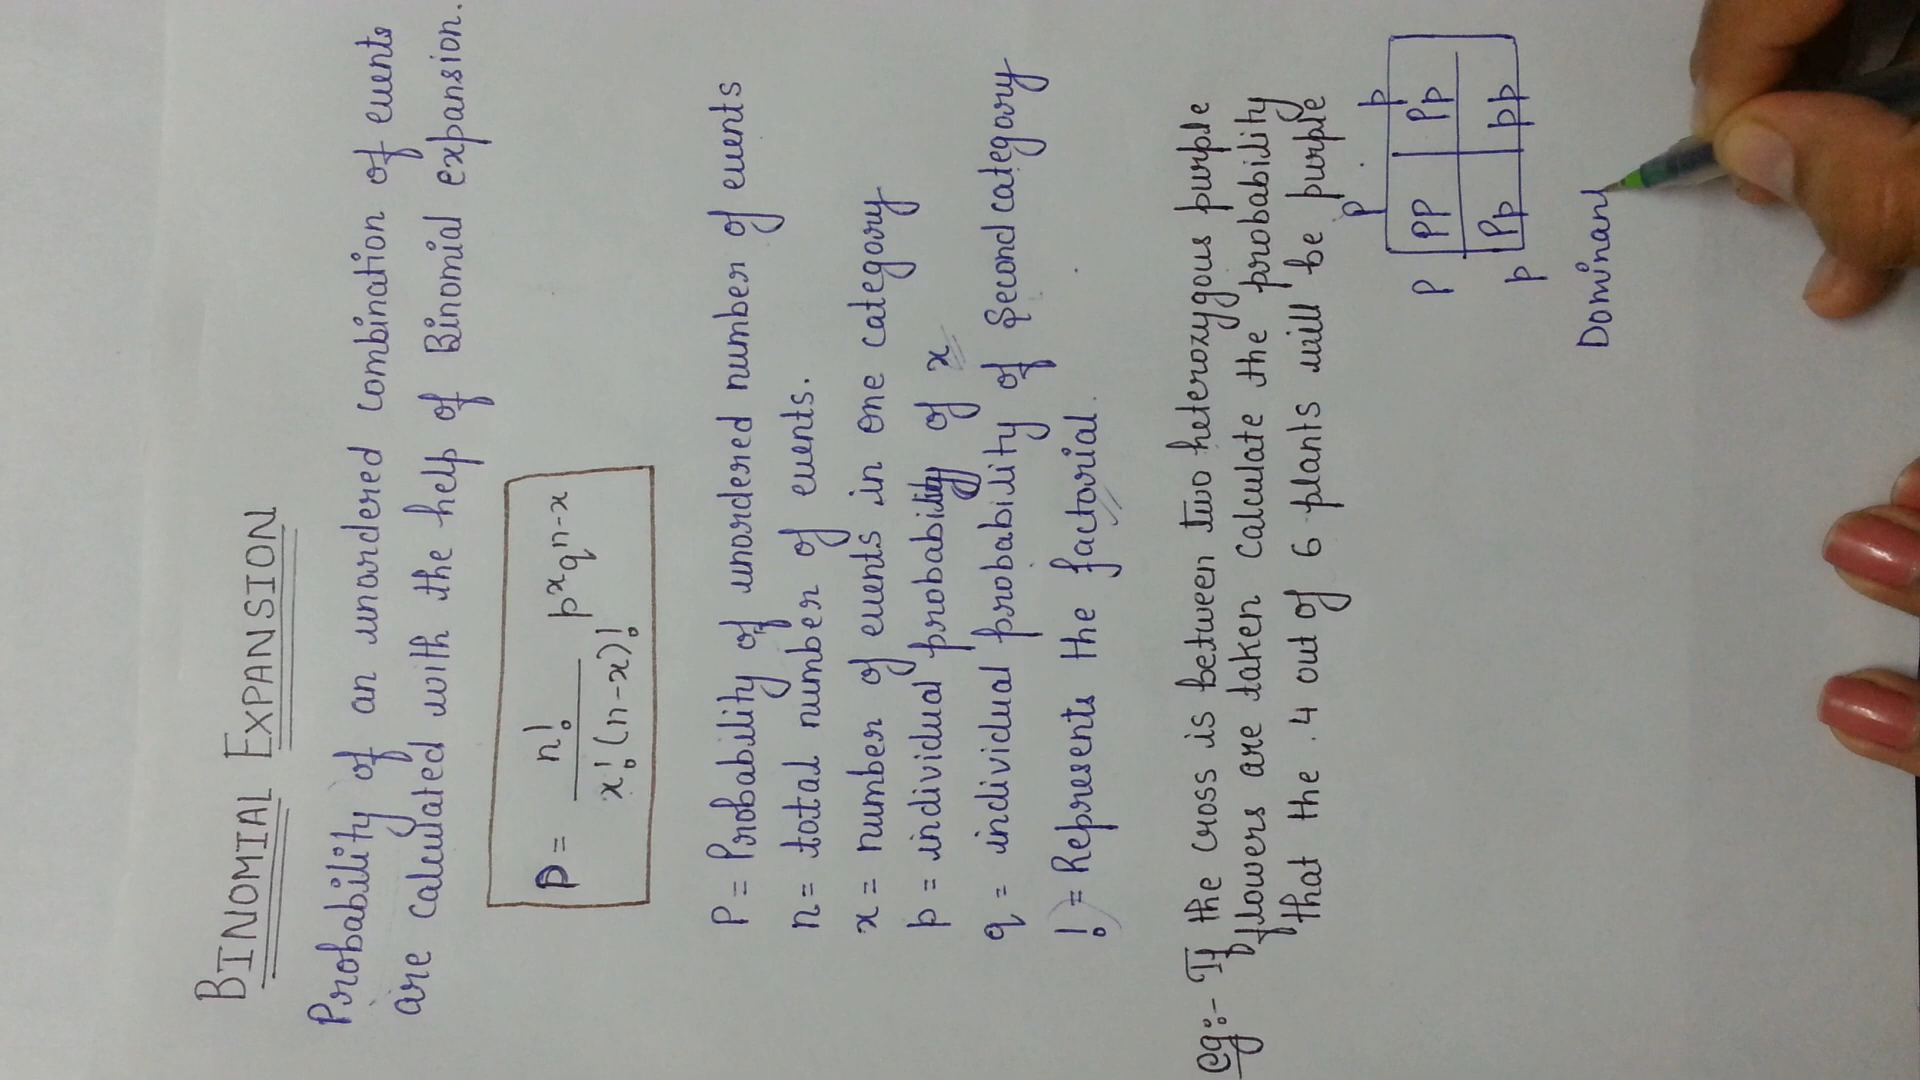 BINOMIAL EXPANSION
Probability of an unordered combination of events
are calculated with the help of Binomial expansion.
P = n! / x! (n-x)! p^x q^n-x
P = Probability of unordered number of events
n = total number of events.
x = number of events in one category
p = individual probability of x
q = individual probability of Second category
! = Represents the factorial.
eg:- If the cross is between two heterozygous purple
flowers are taken calculate the probability
that the 4 out of 6 plants will be purple
P p
P PP Pp
p Pp pp
Dominant